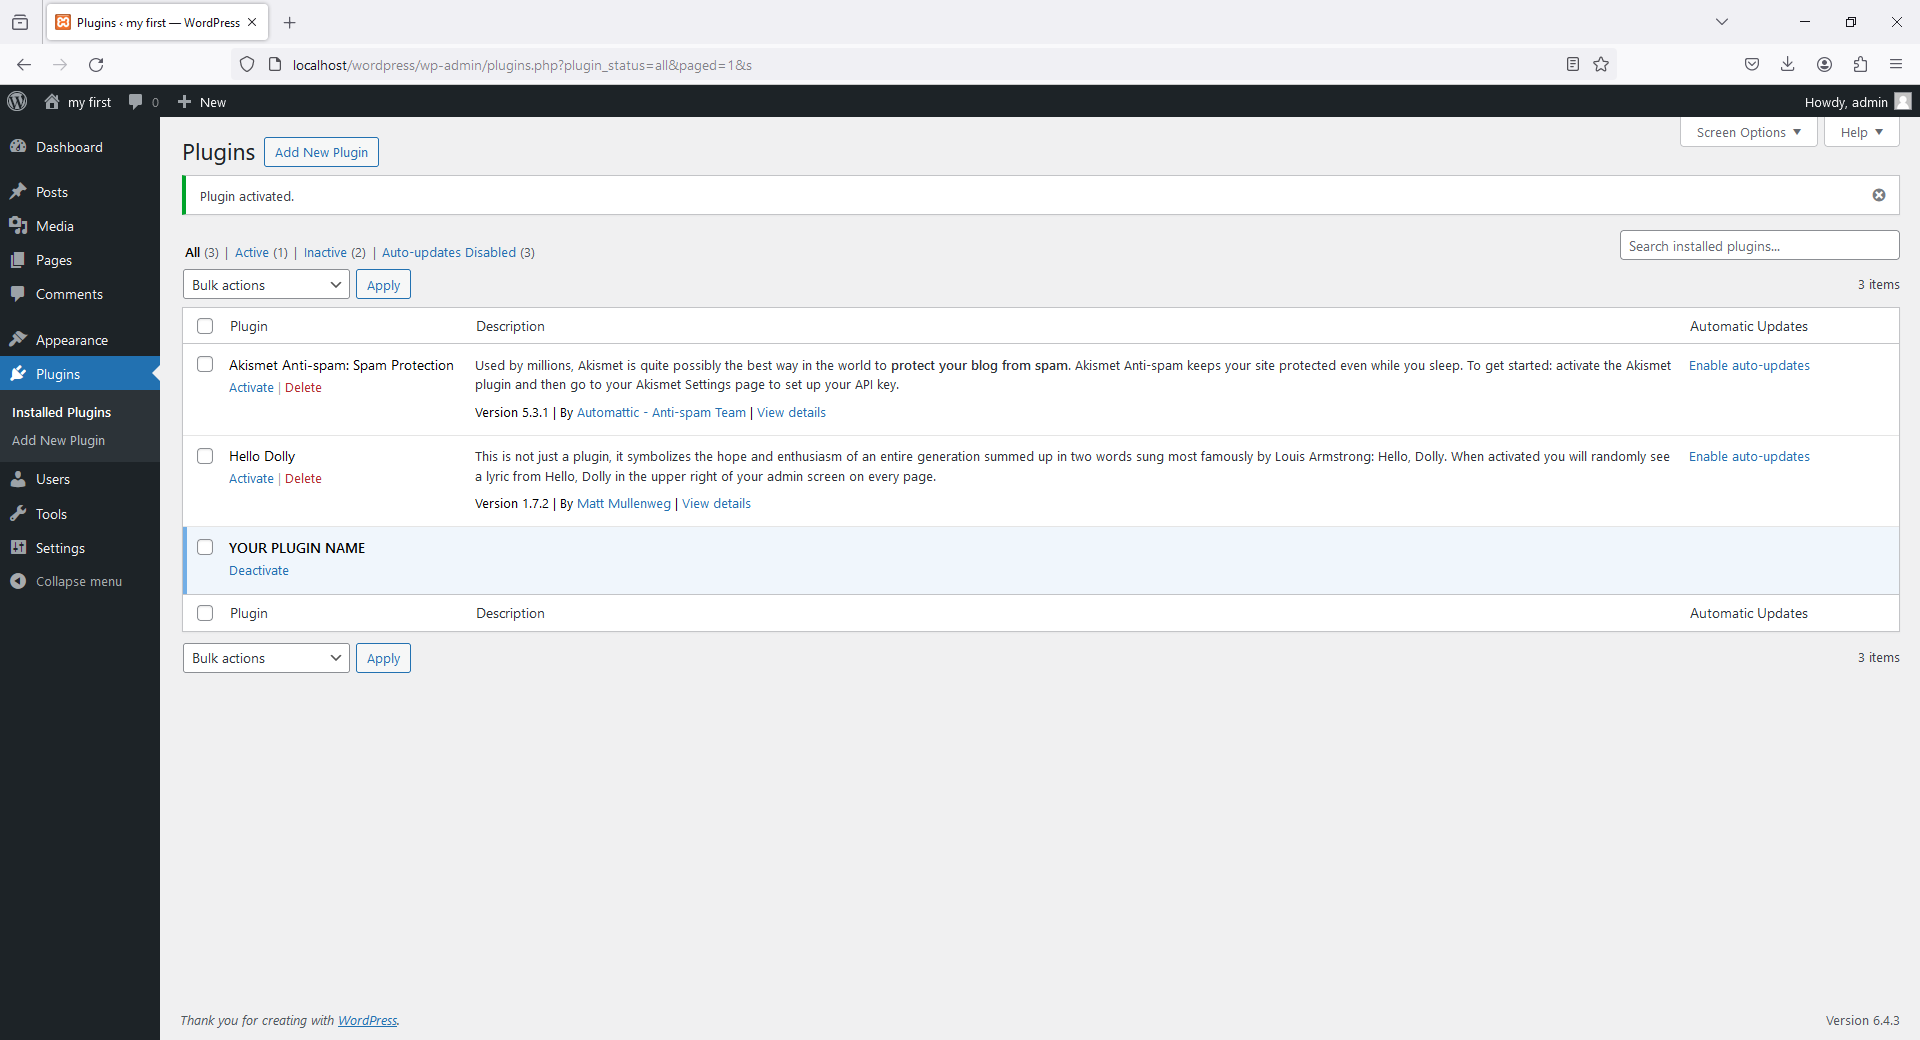 Plugins ‹ my first — WordPress
localhost/wordpress/wp-admin/plugins.php?plugin_status=all&paged=1&s
my first 0 New Howdy, admin
Dashboard
Posts
Media
Pages
Comments
Appearance
Plugins
Installed Plugins
Add New Plugin
Users
Tools
Settings
Collapse menu
Screen Options Help
Plugins Add New Plugin
Plugin activated.
All (3) | Active (1) | Inactive (2) | Auto-updates Disabled (3)
Search installed plugins...
Bulk actions Apply 3 items
Plugin Description Automatic Updates
Akismet Anti-spam: Spam Protection
Activate | Delete
Used by millions, Akismet is quite possibly the best way in the world to protect your blog from spam. Akismet Anti-spam keeps your site protected even while you sleep. To get started: activate the Akismet
plugin and then go to your Akismet Settings page to set up your API key.
Version 5.3.1 | By Automattic - Anti-spam Team | View details
Enable auto-updates
Hello Dolly
Activate | Delete
This is not just a plugin, it symbolizes the hope and enthusiasm of an entire generation summed up in two words sung most famously by Louis Armstrong: Hello, Dolly. When activated you will randomly see
a lyric from Hello, Dolly in the upper right of your admin screen on every page.
Version 1.7.2 | By Matt Mullenweg | View details
Enable auto-updates
YOUR PLUGIN NAME
Deactivate
Plugin Description Automatic Updates
Bulk actions Apply 3 items
Thank you for creating with WordPress. Version 6.4.3